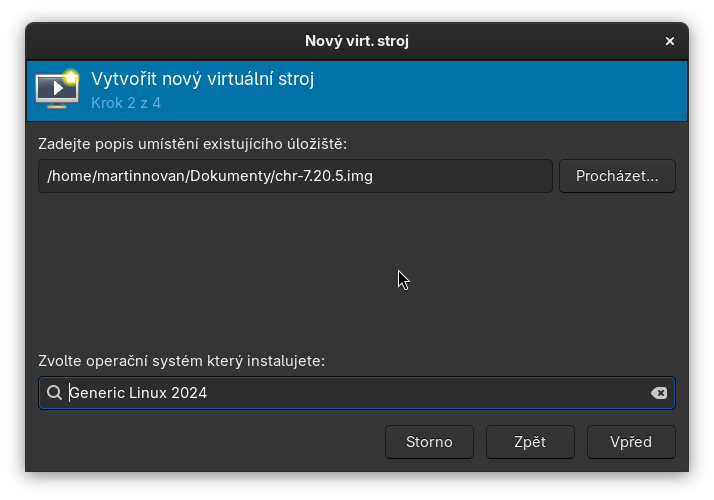 Nový virt. stroj
Vytvořit nový virtuální stroj
Krok 2 z 4
Zadejte popis umístění existujícího úložiště:
/home/martinnovan/Dokumenty/chr-7.20.5.img
Procházet...
Zvolte operační systém který instalujete:
Generic Linux 2024
Storno
Zpět
Vpřed